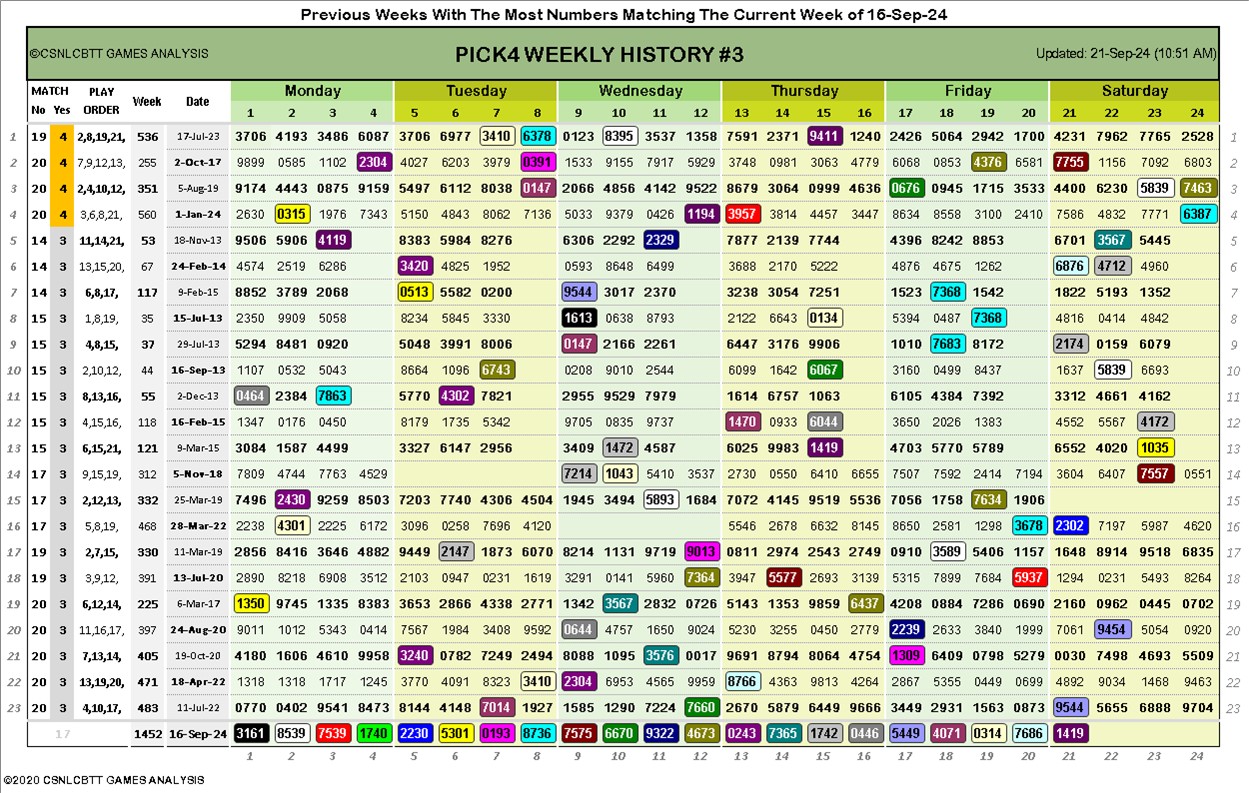 Previous Weeks With The Most Numbers Matching The Current Week of 16-Sep-24
©CSNLCBTT GAMES ANALYSIS PICK4 WEEKLY HISTORY #3 Updated: 21-Sep-24 (10:51 AM)
MATCH PLAY Week Date Monday Tuesday Wednesday Thursday Friday Saturday
No Yes ORDER 1 2 3 4 5 6 7 8 9 10 11 12 13 14 15 16 17 18 19 20 21 22 23 24
1 19 4 2,8,19,21, 536 17-Jul-23 3706 4193 3486 6087 3706 6977 3410 6378 0123 8395 3537 1358 7591 2371 9411 1240 2426 5064 2942 1700 4231 7962 7765 2528 1
2 20 4 7,9,12,13, 255 2-Oct-17 9899 0585 1102 2304 4027 6203 3979 0391 1533 9155 7917 5929 3748 0981 3063 4779 6068 0853 4376 6581 7755 1156 7092 6803 2
3 20 4 2,4,10,12, 351 5-Aug-19 9174 4443 0875 9159 5497 6112 8038 0147 2066 4856 4142 9522 8679 3064 0999 4636 0676 0945 1715 3533 4400 6230 5839 7463 3
4 20 4 3,6,8,21, 560 1-Jan-24 2630 0315 1976 7343 5150 4843 8062 7136 5033 9379 0426 1194 3957 3814 4457 3447 8634 8558 3100 2410 7586 4832 7771 6387 4
5 14 3 11,14,21, 53 18-Nov-13 9506 5906 4119 8383 5984 8276 6306 2292 2329 7877 2139 7744 4396 8242 8853 6701 3567 5445 5
6 14 3 13,15,20, 67 24-Feb-14 4574 2519 6286 3420 4825 1952 0593 8648 6499 3688 2170 5222 4876 4675 1262 6876 4712 4960 6
7 14 3 6,8,17, 117 9-Feb-15 8852 3789 2068 0513 5582 0200 9544 3017 2370 3238 3054 7251 1523 7368 1542 1822 5193 1352 7
8 15 3 1,8,19, 35 15-Jul-13 2350 9909 5058 8234 5845 3330 1613 0638 8793 2122 6643 0134 5394 0487 7368 4816 0414 4842 8
9 15 3 4,8,15, 37 29-Jul-13 5294 8481 0920 5048 3991 8006 0147 2166 2261 6447 3176 9906 1010 7683 8172 2174 0159 6079 9
10 15 3 2,10,12, 44 16-Sep-13 1107 0532 5043 8664 1096 6743 0208 9010 2544 6099 1642 6067 3160 0499 8437 1637 5839 6693 10
11 15 3 8,13,16, 55 2-Dec-13 0464 2384 7863 5770 4302 7821 2955 9529 7979 1614 6757 1063 6105 4384 7392 3312 4661 4162 11
12 15 3 4,15,16, 118 16-Feb-15 1347 0176 0450 8179 1735 5342 9705 0835 9737 1470 0933 6044 3650 2026 1383 4552 5567 4172 12
13 15 3 6,15,21, 121 9-Mar-15 3084 1587 4499 3327 6147 2956 3409 1472 4587 6025 9983 1419 4703 5770 5789 6552 4020 1035 13
14 17 3 9,15,19, 312 5-Nov-18 7809 4744 7763 4529 7214 1043 5410 3537 2730 0550 6410 6655 7507 7592 2414 7194 3604 6407 7557 0551 14
15 17 3 2,12,13, 332 25-Mar-19 7496 2430 9259 8503 7203 7740 4306 4504 1945 3494 5893 1684 7072 4145 9519 5536 7056 1758 7634 1906 15
16 17 3 5,8,19, 468 28-Mar-22 2238 4301 2225 6172 3096 0258 7696 4120 5546 2678 6632 8145 8650 2581 1298 3678 2302 7197 5987 4620 16
17 19 3 2,7,15, 330 11-Mar-19 2856 8416 3646 4882 9449 2147 1873 6070 8214 1131 9719 9013 0811 2974 2543 2749 0910 3589 5406 1157 1648 8914 9518 6835 17
18 19 3 3,9,12, 391 13-Jul-20 2890 8218 6908 3512 2103 0947 0231 1619 3291 0141 5960 7364 3947 5577 2693 3139 5315 7899 7684 5937 1294 0231 5493 8264 18
19 20 3 6,12,14, 225 6-Mar-17 1350 9745 1335 8383 3653 2866 4338 2771 1342 3567 2832 0726 5143 1353 9859 6437 4208 0884 7286 0690 2160 0962 0445 0702 19
20 20 3 11,16,17, 397 24-Aug-20 9011 1012 5343 0414 7567 1984 3408 9592 0644 4757 1650 9024 5230 3255 0450 2779 2239 2633 3840 1999 7061 9454 5054 0920 20
21 20 3 7,13,14, 405 19-Oct-20 4180 1606 4610 9958 3240 0782 7249 2494 8088 1095 3576 0017 9691 8794 8064 4754 1309 6409 0798 5279 0030 7498 4693 5509 21
22 20 3 13,19,20, 471 18-Apr-22 1318 1318 1717 1245 3770 4091 8323 3410 2304 6953 4565 9959 8766 4363 9813 4264 2867 5355 0449 0440 4892 9034 1468 9463 22
23 20 3 4,10,17, 483 11-Jul-22 0770 0402 9541 8473 8144 4148 7014 1927 1585 1290 7224 7660 2670 5879 6449 9666 3449 2931 1563 0873 9544 5655 6888 9704 23
17 1452 16-Sep-24 3161 8539 7539 1740 2230 5301 0193 8736 7575 6670 9322 4673 0243 7365 1742 0446 5449 4071 0314 7686 1419
1 2 3 4 5 6 7 8 9 10 11 12 13 14 15 16 17 18 19 20 21 22 23 24
©2020 CSNLCBTT GAMES ANALYSIS